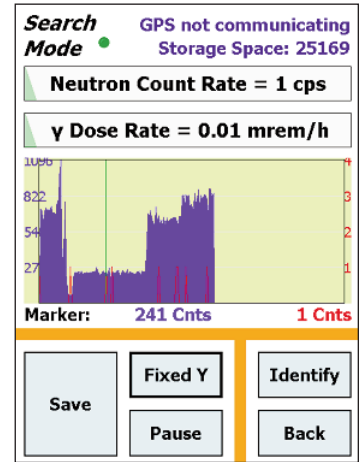 Search Mode
GPS not communicating
Storage Space: 25169
Neutron Count Rate = 1 cps
γ Dose Rate = 0.01 mrem/h
1096
822
54
27
4
3
2
1
Marker: 241 Cnts 1 Cnts
Save
Fixed Y
Identify
Pause
Back